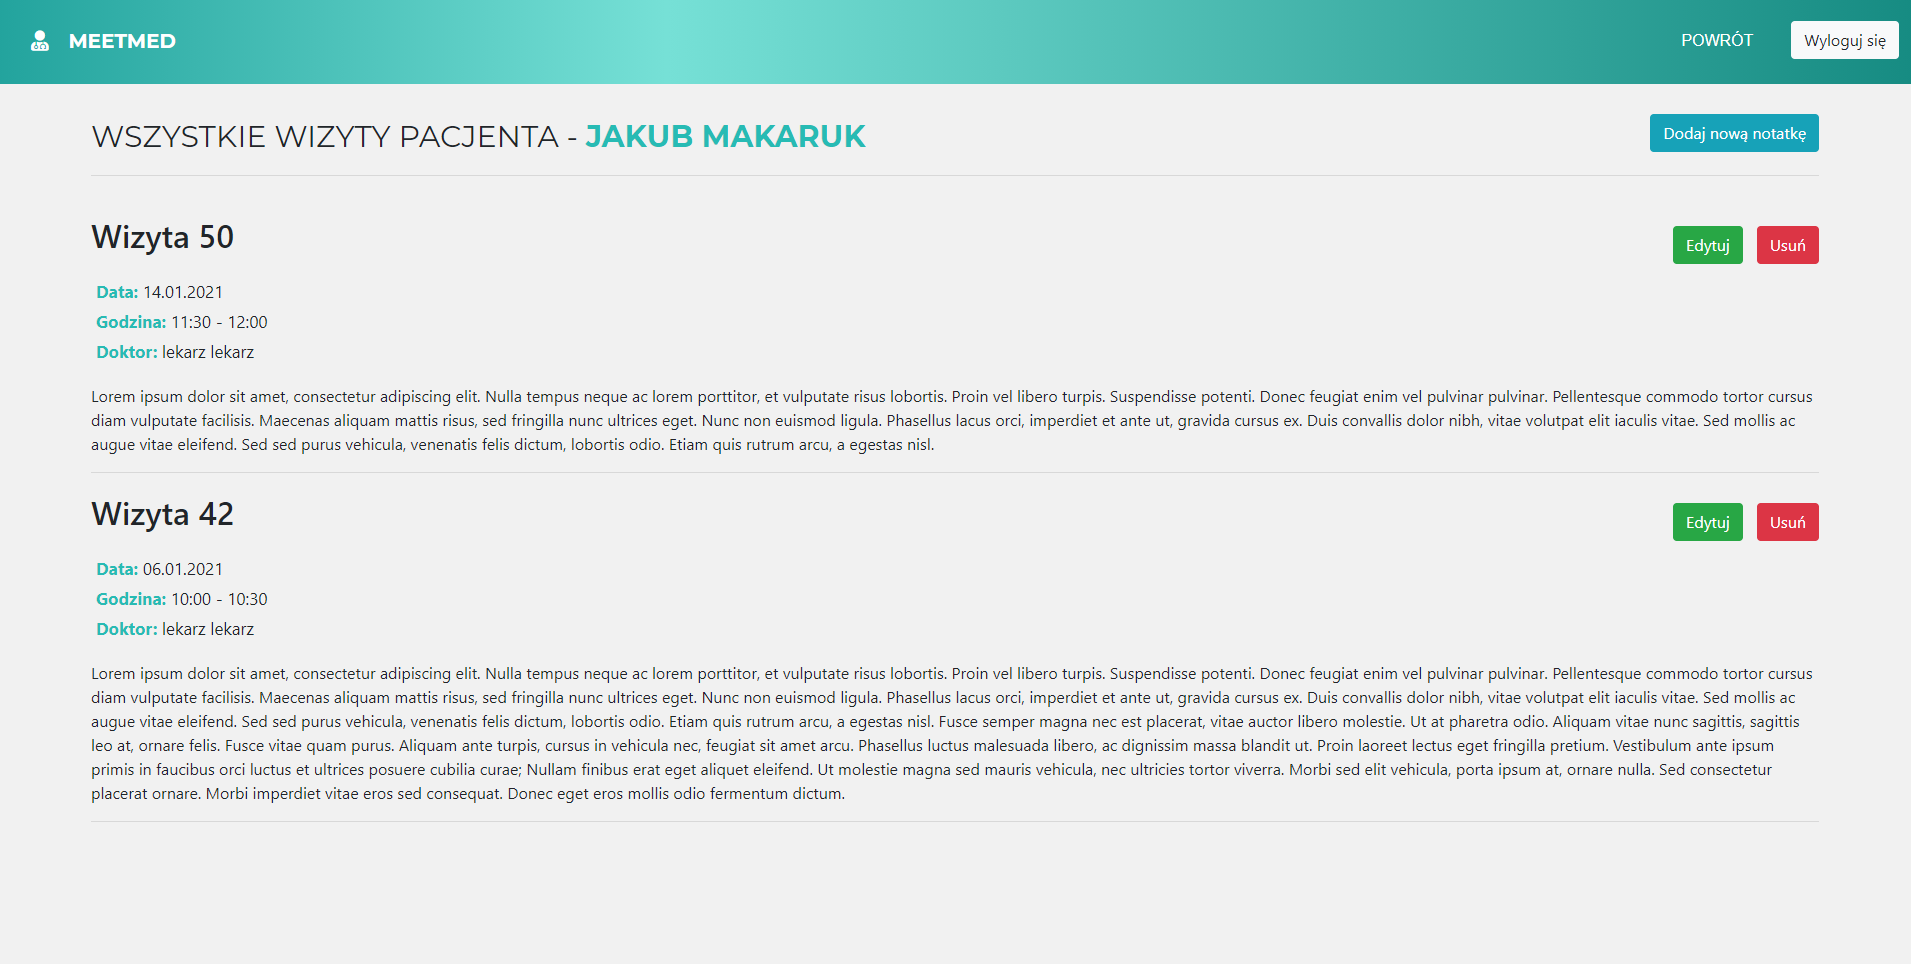 MEETMED
POWRÓT
Wyloguj się
WSZYSTKIE WIZYTY PACJENTA - JAKUB MAKARUK
Dodaj nową notatkę
Wizyta 50
Edytuj
Usuń
Data: 14.01.2021
Godzina: 11:30 - 12:00
Doktor: lekarz lekarz
Lorem ipsum dolor sit amet, consectetur adipiscing elit. Nulla tempus neque ac lorem porttitor, et vulputate risus lobortis. Proin vel libero turpis. Suspendisse potenti. Donec feugiat enim vel pulvinar pulvinar. Pellentesque commodo tortor cursus
diam vulputate facilisis. Maecenas aliquam mattis risus, sed fringilla nunc ultrices eget. Nunc non euismod ligula. Phasellus lacus orci, imperdiet et ante ut, gravida cursus ex. Duis convallis dolor nibh, vitae volutpat elit iaculis vitae. Sed mollis ac
augue vitae eleifend. Sed sed purus vehicula, venenatis felis dictum, lobortis odio. Etiam quis rutrum arcu, a egestas nisl.
Wizyta 42
Edytuj
Usuń
Data: 06.01.2021
Godzina: 10:00 - 10:30
Doktor: lekarz lekarz
Lorem ipsum dolor sit amet, consectetur adipiscing elit. Nulla tempus neque ac lorem porttitor, et vulputate risus lobortis. Proin vel libero turpis. Suspendisse potenti. Donec feugiat enim vel pulvinar pulvinar. Pellentesque commodo tortor cursus
diam vulputate facilisis. Maecenas aliquam mattis risus, sed fringilla nunc ultrices eget. Nunc non euismod ligula. Phasellus lacus orci, imperdiet et ante ut, gravida cursus ex. Duis convallis dolor nibh, vitae volutpat elit iaculis vitae. Sed mollis ac
augue vitae eleifend. Sed sed purus vehicula, venenatis felis dictum, lobortis odio. Etiam quis rutrum arcu, a egestas nisl. Fusce semper magna nec est placerat, vitae auctor libero molestie. Ut at pharetra odio. Aliquam vitae nunc sagittis, sagittis
leo at, ornare felis. Fusce vitae quam purus. Aliquam ante turpis, cursus in vehicula nec, feugiat sit amet arcu. Phasellus luctus malesuada libero, ac dignissim massa blandit ut. Proin laoreet lectus eget fringilla pretium. Vestibulum ante ipsum
primis in faucibus orci luctus et ultrices posuere cubilia curae; Nullam finibus erat eget aliquet eleifend. Ut molestie magna sed mauris vehicula, nec ultricies tortor viverra. Morbi sed elit vehicula, porta ipsum at, ornare nulla. Sed consectetur
placerat ornare. Morbi imperdiet vitae eros sed consequat. Donec eget eros mollis odio fermentum dictum.